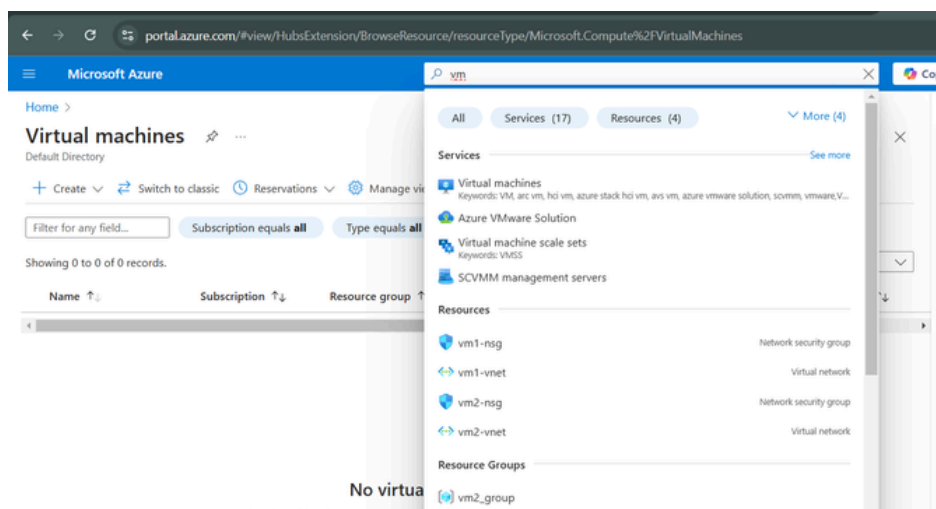 portal.azure.com/#view/HubsExtension/BrowseResource/resourceType/Microsoft.Compute%2FVirtualMachines
Microsoft Azure
vm
Co
Home >
Virtual machines
Default Directory
Create
Switch to classic
Reservations
Manage vie
Filter for any field...
Subscription equals all
Type equals all
Showing 0 to 0 of 0 records.
Name
Subscription
Resource group
No virtua
All
Services (17)
Resources (4)
More (4)
Services
See more
Virtual machines
Keywords: VM, arc vm, hci vm, azure stack hci vm, avs vm, azure vmware solution, scvmm, vmware,V...
Azure VMware Solution
Virtual machine scale sets
Keywords: VMSS
SCVMM management servers
Resources
vm1-nsg
Network security group
vm1-vnet
Virtual network
vm2-nsg
Network security group
vm2-vnet
Virtual network
Resource Groups
vm2_group